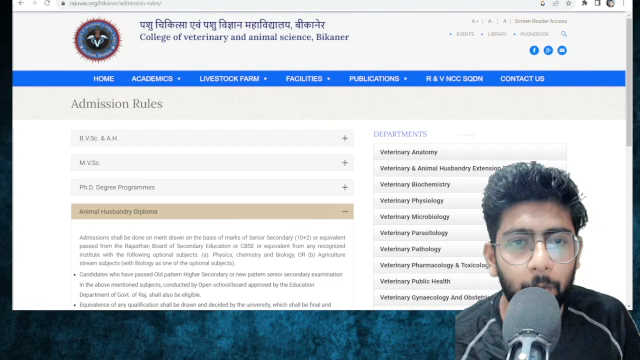 rajuvas.org/bikaner/admission-rules/
पशु चिकित्सा एवं पशु विज्ञान महाविद्यालय, बीकानेर
College of veterinary and animal science, Bikaner
A+ | A- | A | Screen Reader Access
EVENTS LIBRARY PHONEBOOK
HOME ACADEMICS LIVESTOCK FARM FACILITIES PUBLICATIONS R & V NCC SQDN CONTACT US
Admission Rules
B.V.Sc. & A.H.
M.V.Sc.
Ph.D. Degree Programmes
Animal Husbandry Diploma
Admissions shall be done on merit drawn on the basis of marks of Senior Secondary (10+2) or equivalent
passed from the Rajasthan Board of Secondary Education or CBSE or equivalent from any recognized
institute with the following optional subjects: (a). Physics, chemistry and biology, OR (b) Agriculture
stream subjects (with Biology as one of the optional subjects).
Candidates who have passed Old pattern Higher Secondary or new pattern senior secondary examination
in the above mentioned subjects, conducted by Open school/board approved by the Education
Department of Govt. of Raj. shall also be eligible.
Equivalency of any qualification shall be drawn and decided by the university, which shall be final and
DEPARTMENTS
Veterinary Anatomy
Veterinary & Animal Husbandry Extension
Veterinary Biochemistry
Veterinary Physiology
Veterinary Microbiology
Veterinary Parasitology
Veterinary Pathology
Veterinary Pharmacology & Toxicology
Veterinary Public Health
Veterinary Gynaecology And